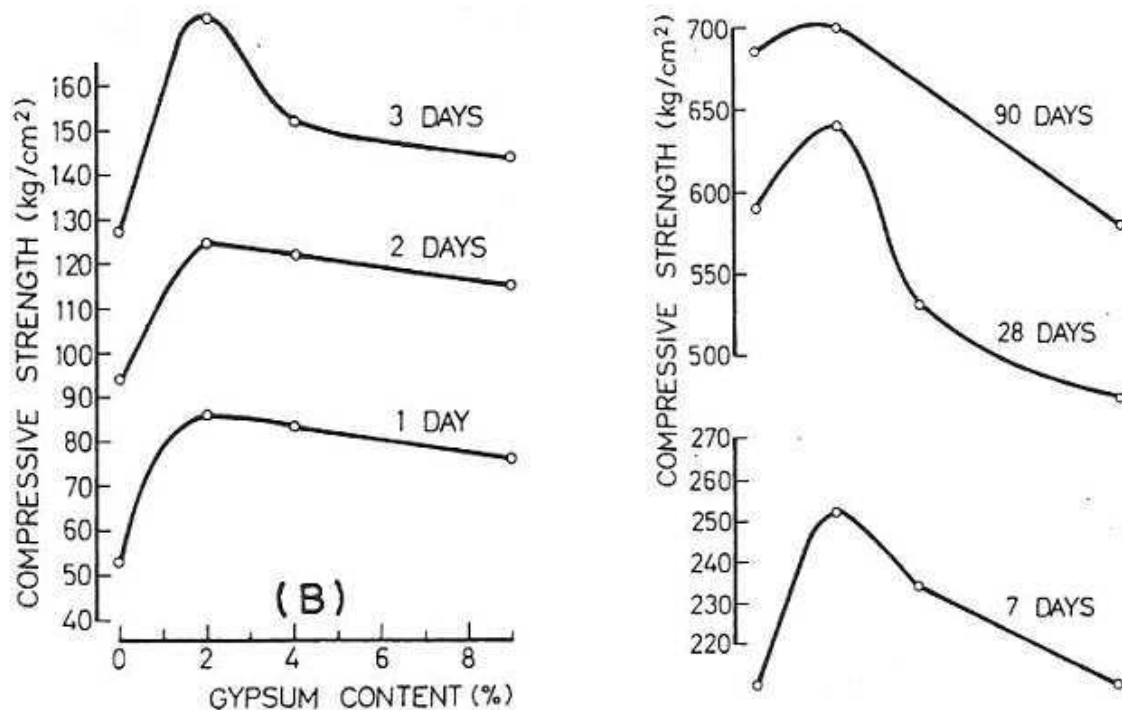 COMPRESSIVE STRENGTH (kg/cm²)
160
150
140
130
120
110
100
90
80
70
60
50
40
3 DAYS
2 DAYS
1 DAY
(B)
0 2 4 6 8
GYPSUM CONTENT (%)
COMPRESSIVE STRENGTH (kg/cm²)
700
650
600
550
500
270
260
250
240
230
220
90 DAYS
28 DAYS
7 DAYS